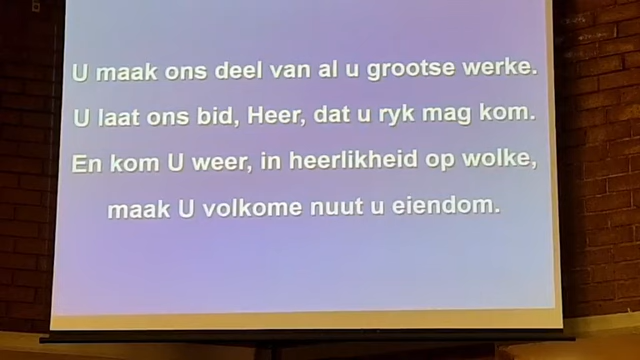 U maak ons deel van al u grootse werke.
U laat ons bid, Heer, dat u ryk mag kom.
En kom U weer, in heerlikheid op wolke,
maak U volkome nuut u eiendom.